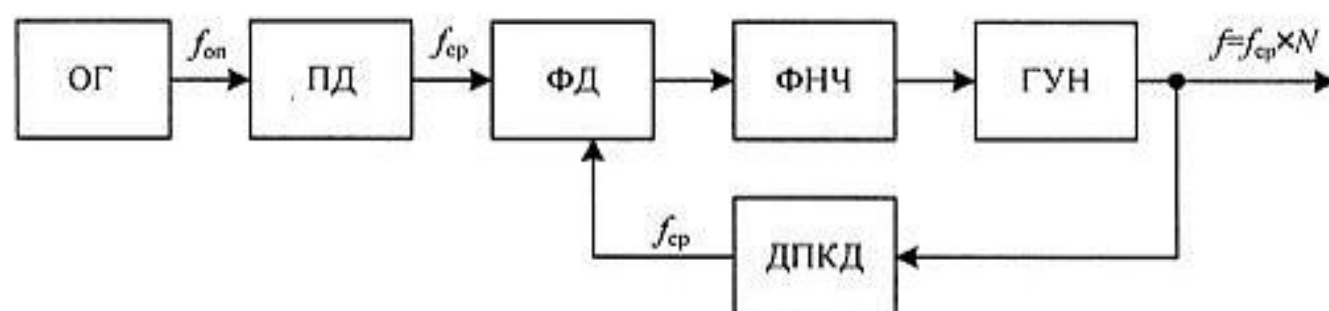 ОГ
fоп
ПД
fср
ФД
ФНЧ
ГУН
f=fср×N
fср
ДПКД